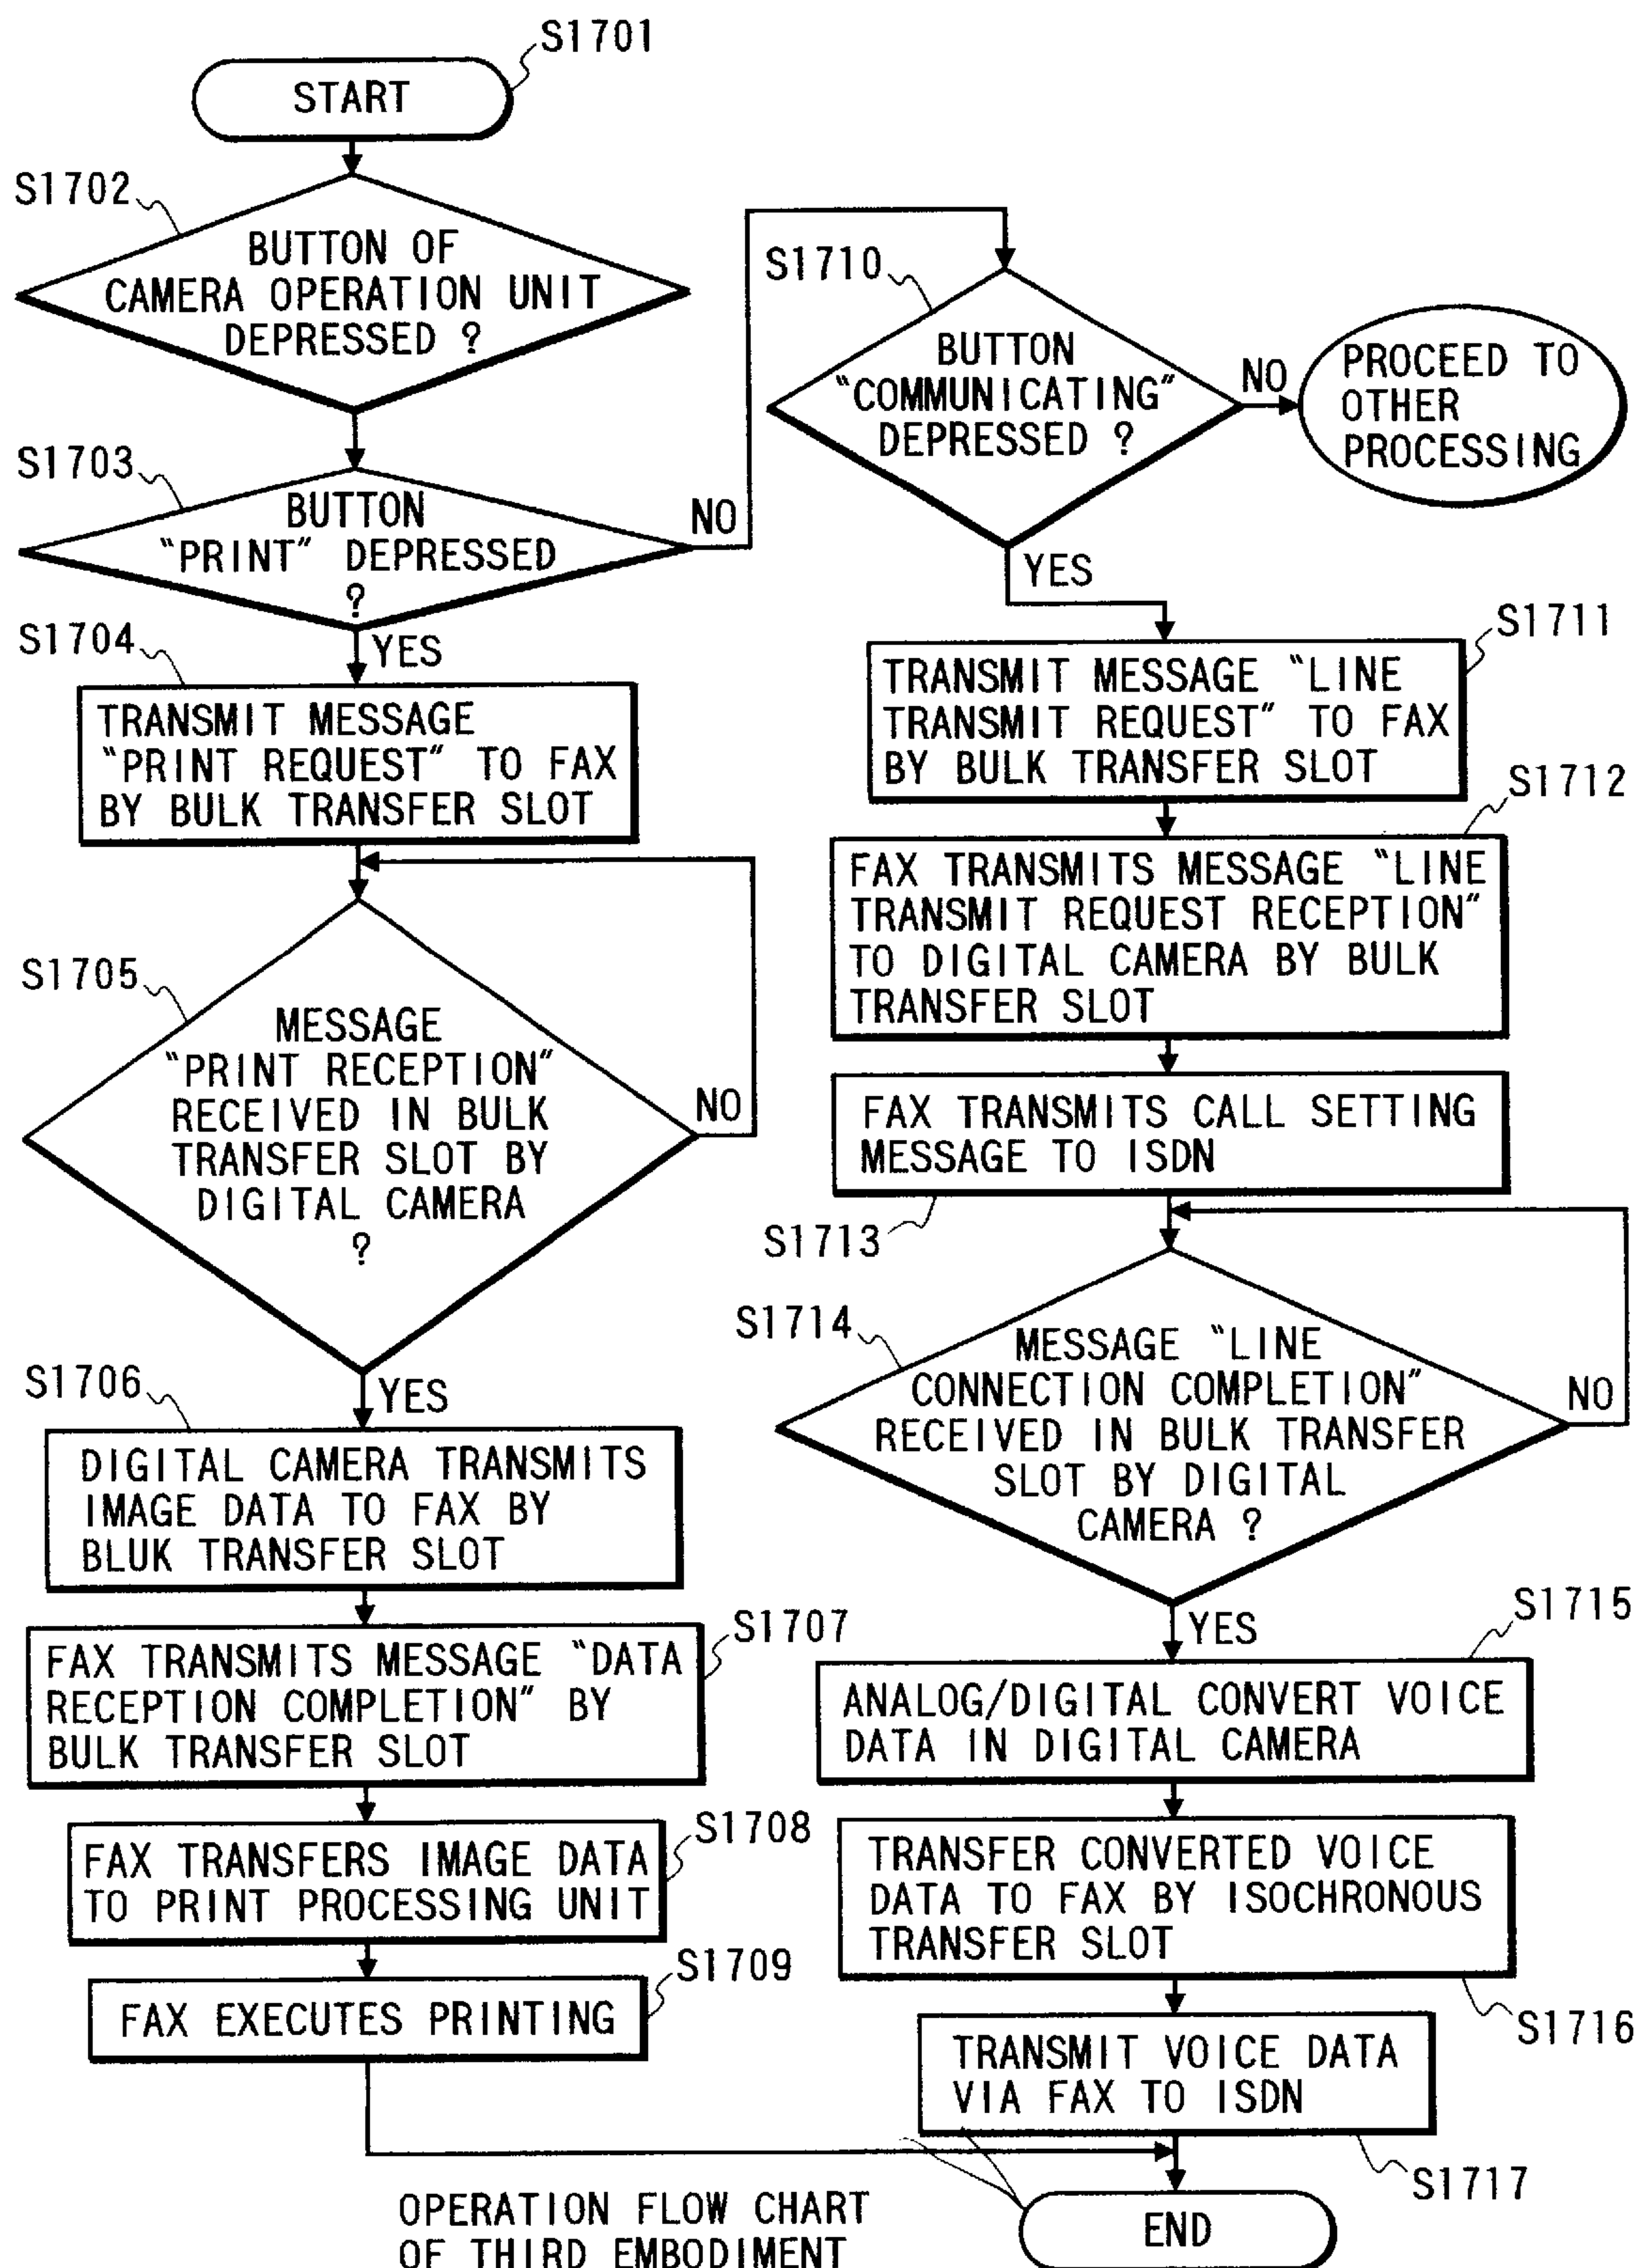 S1701
START
S1702
BUTTON OF
CAMERA OPERATION UNIT
DEPRESSED ?
S1703
BUTTON
“PRINT” DEPRESSED
?
NO
YES
S1704
TRANSMIT MESSAGE
“PRINT REQUEST” TO FAX
BY BULK TRANSFER SLOT
S1705
MESSAGE
“PRINT RECEPTION”
RECEIVED IN BULK
TRANSFER SLOT BY
DIGITAL CAMERA
?
NO
YES
S1706
DIGITAL CAMERA TRANSMITS
IMAGE DATA TO FAX BY
BLUK TRANSFER SLOT
S1707
FAX TRANSMITS MESSAGE “DATA
RECEPTION COMPLETION” BY
BULK TRANSFER SLOT
S1708
FAX TRANSFERS IMAGE DATA
TO PRINT PROCESSING UNIT
S1709
FAX EXECUTES PRINTING
S1710
BUTTON
“COMMUNICATING”
DEPRESSED ?
NO
PROCEED TO
OTHER
PROCESSING
YES
S1711
TRANSMIT MESSAGE “LINE
TRANSMIT REQUEST” TO FAX
BY BULK TRANSFER SLOT
S1712
FAX TRANSMITS MESSAGE “LINE
TRANSMIT REQUEST RECEPTION”
TO DIGITAL CAMERA BY BULK
TRANSFER SLOT
FAX TRANSMITS CALL SETTING
MESSAGE TO ISDN
S1713
S1714
MESSAGE “LINE
CONNECTION COMPLETION”
RECEIVED IN BULK TRANSFER
SLOT BY DIGITAL
CAMERA ?
NO
YES
S1715
ANALOG/DIGITAL CONVERT VOICE
DATA IN DIGITAL CAMERA
TRANSFER CONVERTED VOICE
DATA TO FAX BY ISOCHRONOUS
TRANSFER SLOT
S1716
TRANSMIT VOICE DATA
VIA FAX TO ISDN
S1717
END
OPERATION FLOW CHART
OF THIRD EMBODIMENT